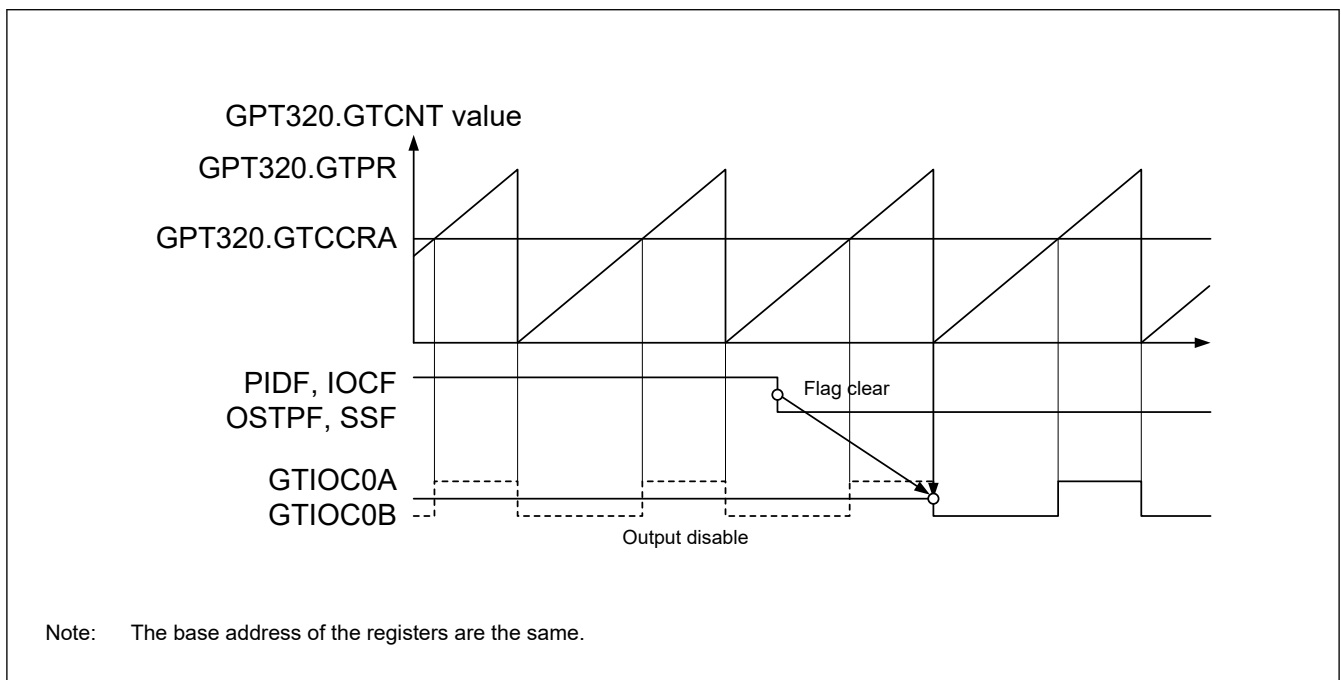 GPT320.GTCNT value
GPT320.GTPR
GPT320.GTCCRA
PIDF, IOCF
Flag clear
OSTPF, SSF
GTIOC0A
GTIOC0B
Output disable
Note: The base address of the registers are the same.